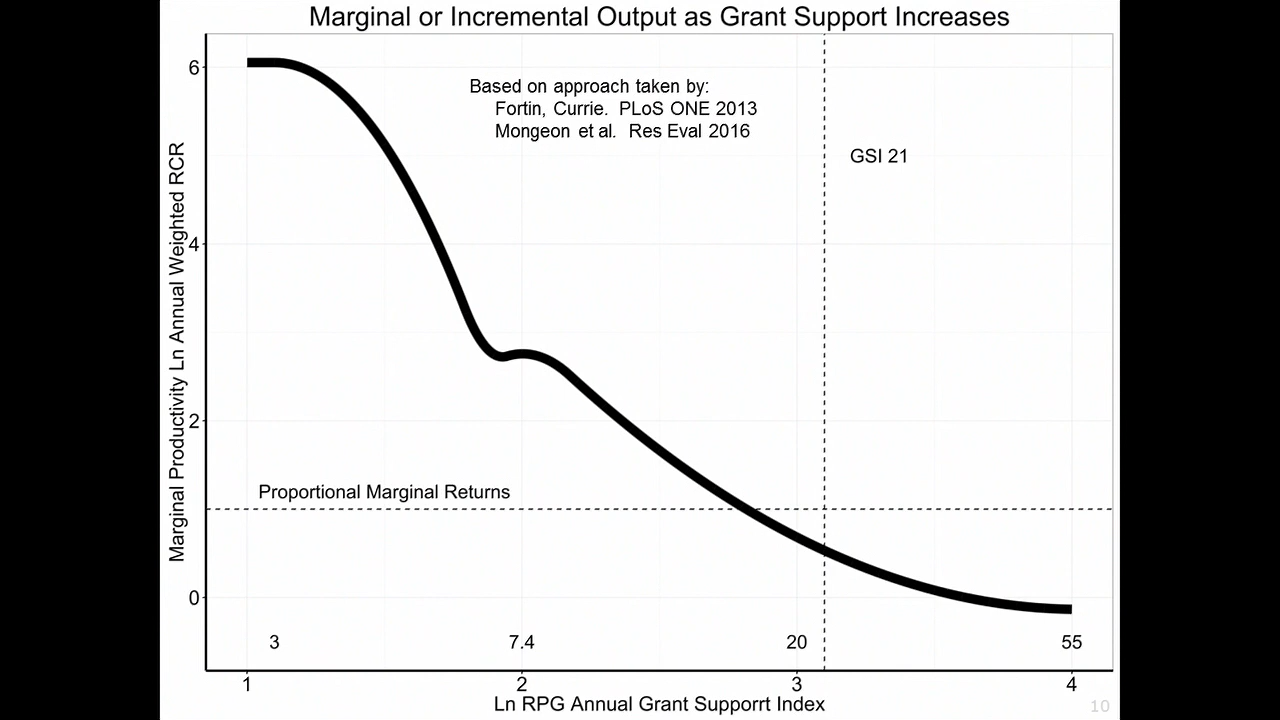 Marginal or Incremental Output as Grant Support Increases
Marginal Productivity Ln Annual Weighted RCR
6
4
2
0
Based on approach taken by:
Fortin, Currie. PLoS ONE 2013
Mongeon et al. Res Eval 2016
GSI 21
Proportional Marginal Returns
3 7.4 20 55
1 2 3 4
Ln RPG Annual Grant Supporrt Index
10